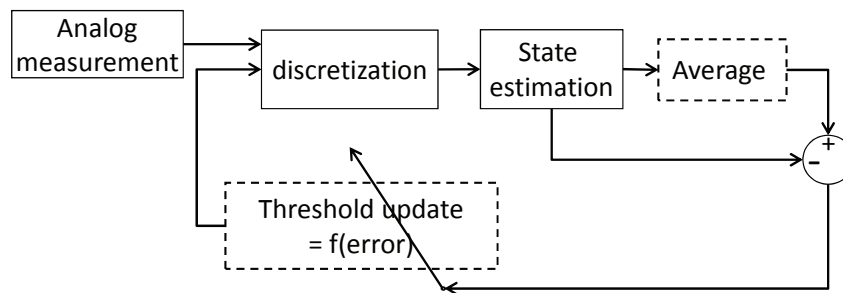 Analog
measurement
discretization
State
estimation
Average
+
-
Threshold update
= f(error)